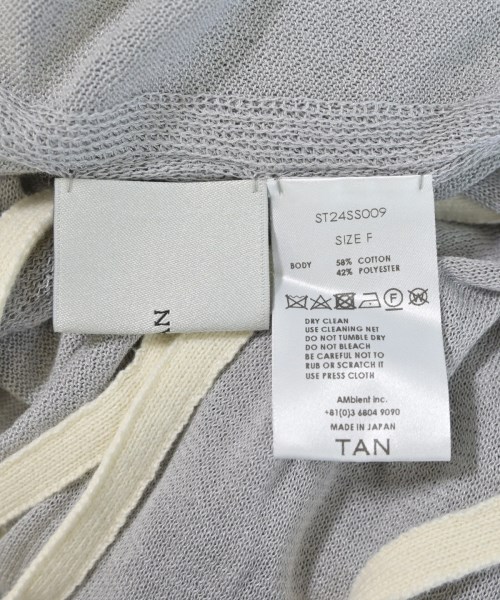 AN
ST24SS009
SIZE F
BODY 58% COTTON
42% POLYESTER
DRY CLEAN
USE CLEANING NET
DO NOT TUMBLE DRY
DO NOT BLEACH
BE CAREFUL NOT TO
RUB OR SCRATCH IT
USE PRESS CLOTH
AMbient inc.
+81(0)3 6804 9090
MADE IN JAPAN
TAN